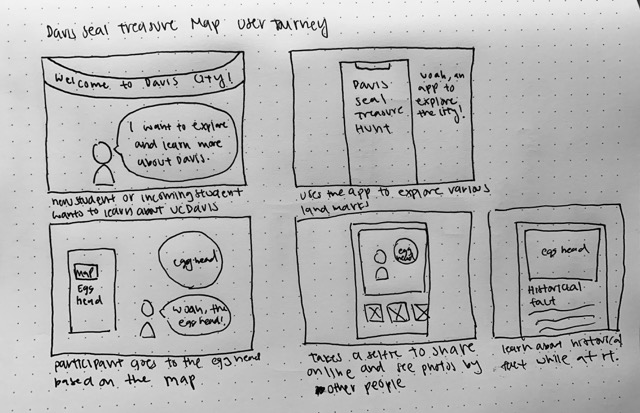 Davis Seal Treasure Map User Journey
Welcome to Davis City!
I want to explore
and learn more
about Davis.
new student or incoming student
wants to learn about UC Davis
Davis
Seal
Treasure
Hunt
woah, an
app to
explore
the city!
uses the app to explore various
landmarks
map
Egg
head
egg head
Woah, the
egg head!
participant goes to the egg head
based on the map
egg
head
takes a selfie to share
online and see photos by
other people
egg head
Historical
fact
learn about historical
fact while at it.